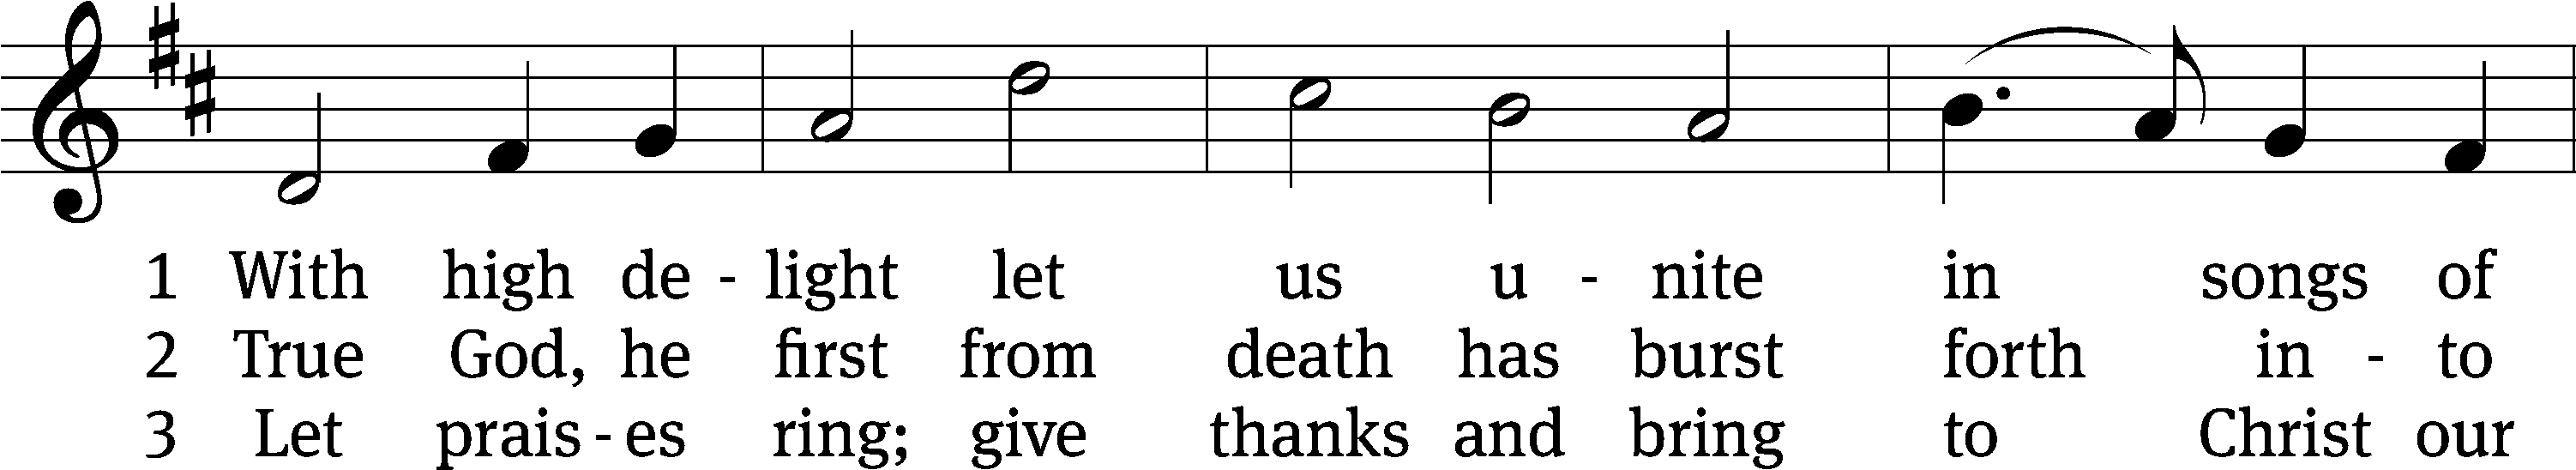 1 With high de - light let us u - nite in songs of
2 True God, he first from death has burst forth in - to
3 Let prais - es ring; give thanks and bring to Christ our